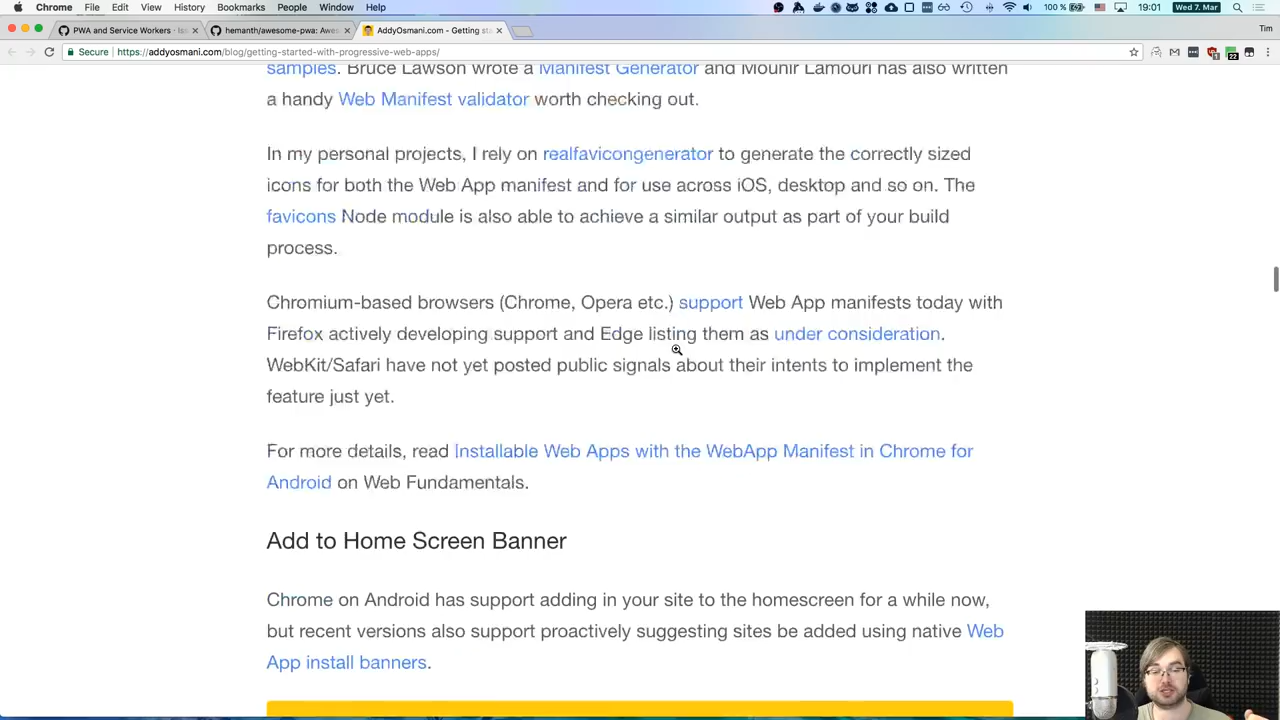 Chrome File Edit View History Bookmarks People Window Help 100 % 19:01 Wed 7. Mar
PWA and Service Workers · Iss hemanth/awesome-pwa: Awes AddyOsmani.com - Getting sta Tim
Secure https://addyosmani.com/blog/getting-started-with-progressive-web-apps/ 22
samples. Bruce Lawson wrote a Manifest Generator and Mounir Lamouri has also written
a handy Web Manifest validator worth checking out.
In my personal projects, I rely on realfavicongenerator to generate the correctly sized
icons for both the Web App manifest and for use across iOS, desktop and so on. The
favicons Node module is also able to achieve a similar output as part of your build
process.
Chromium-based browsers (Chrome, Opera etc.) support Web App manifests today with
Firefox actively developing support and Edge listing them as under consideration.
WebKit/Safari have not yet posted public signals about their intents to implement the
feature just yet.
For more details, read Installable Web Apps with the WebApp Manifest in Chrome for
Android on Web Fundamentals.
Add to Home Screen Banner
Chrome on Android has support adding in your site to the homescreen for a while now,
but recent versions also support proactively suggesting sites be added using native Web
App install banners.